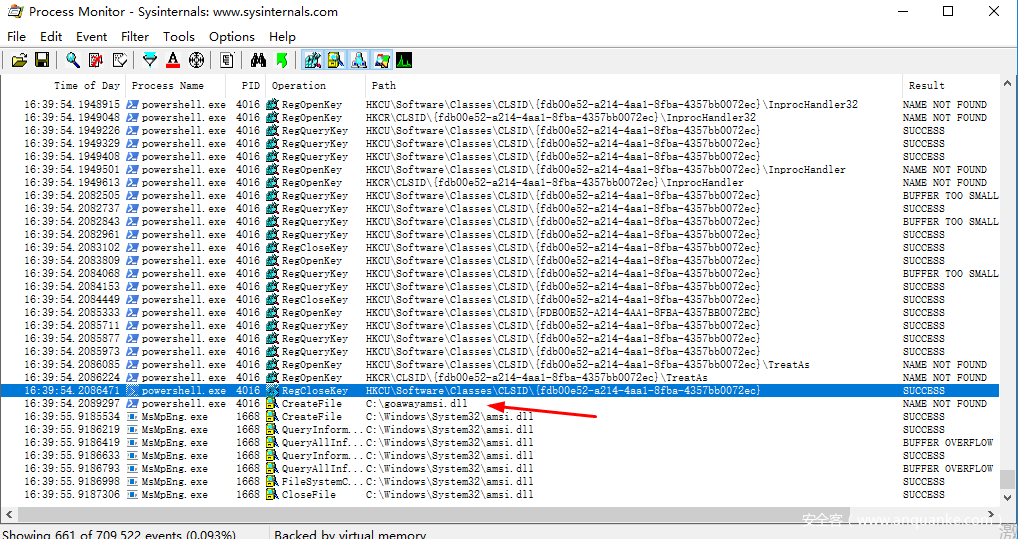 Process Monitor - Sysinternals: www.sysinternals.com
File Edit Event Filter Tools Options Help
Time of Day Process Name PID Operation Path Result
16:39:54.1948915 powershell.exe 4016 RegOpenKey HKCU\Software\Classes\CLSID\{fdb00e52-a214-4aa1-8fba-4357bb0072ec}\InprocHandler32 NAME NOT FOUND
16:39:54.1949048 powershell.exe 4016 RegOpenKey HKCR\CLSID\{fdb00e52-a214-4aa1-8fba-4357bb0072ec}\InprocHandler32 NAME NOT FOUND
16:39:54.1949226 powershell.exe 4016 RegQueryKey HKCU\Software\Classes\CLSID\{fdb00e52-a214-4aa1-8fba-4357bb0072ec} SUCCESS
16:39:54.1949329 powershell.exe 4016 RegQueryKey HKCU\Software\Classes\CLSID\{fdb00e52-a214-4aa1-8fba-4357bb0072ec} SUCCESS
16:39:54.1949408 powershell.exe 4016 RegQueryKey HKCU\Software\Classes\CLSID\{fdb00e52-a214-4aa1-8fba-4357bb0072ec} SUCCESS
16:39:54.1949501 powershell.exe 4016 RegOpenKey HKCU\Software\Classes\CLSID\{fdb00e52-a214-4aa1-8fba-4357bb0072ec}\InprocHandler NAME NOT FOUND
16:39:54.1949613 powershell.exe 4016 RegOpenKey HKCR\CLSID\{fdb00e52-a214-4aa1-8fba-4357bb0072ec}\InprocHandler NAME NOT FOUND
16:39:54.2082505 powershell.exe 4016 RegQueryKey HKCU\Software\Classes\CLSID\{fdb00e52-a214-4aa1-8fba-4357bb0072ec} BUFFER TOO SMALL
16:39:54.2082737 powershell.exe 4016 RegQueryKey HKCU\Software\Classes\CLSID\{fdb00e52-a214-4aa1-8fba-4357bb0072ec} SUCCESS
16:39:54.2082843 powershell.exe 4016 RegQueryKey HKCU\Software\Classes\CLSID\{fdb00e52-a214-4aa1-8fba-4357bb0072ec} BUFFER TOO SMALL
16:39:54.2082961 powershell.exe 4016 RegQueryKey HKCU\Software\Classes\CLSID\{fdb00e52-a214-4aa1-8fba-4357bb0072ec} SUCCESS
16:39:54.2083102 powershell.exe 4016 RegCloseKey HKCU\Software\Classes\CLSID\{fdb00e52-a214-4aa1-8fba-4357bb0072ec} SUCCESS
16:39:54.2083809 powershell.exe 4016 RegQueryKey HKCU\Software\Classes\CLSID\{fdb00e52-a214-4aa1-8fba-4357bb0072ec} SUCCESS
16:39:54.2084068 powershell.exe 4016 RegQueryKey HKCU\Software\Classes\CLSID\{fdb00e52-a214-4aa1-8fba-4357bb0072ec} BUFFER TOO SMALL
16:39:54.2084153 powershell.exe 4016 RegQueryKey HKCU\Software\Classes\CLSID\{fdb00e52-a214-4aa1-8fba-4357bb0072ec} SUCCESS
16:39:54.2084449 powershell.exe 4016 RegCloseKey HKCU\Software\Classes\CLSID\{fdb00e52-a214-4aa1-8fba-4357bb0072ec} SUCCESS
16:39:54.2085333 powershell.exe 4016 RegOpenKey HKCU\Software\Classes\CLSID\{FDB00E52-A214-4AA1-8FBA-4357BB0072EC} SUCCESS
16:39:54.2085711 powershell.exe 4016 RegQueryKey HKCU\Software\Classes\CLSID\{fdb00e52-a214-4aa1-8fba-4357bb0072ec} SUCCESS
16:39:54.2085877 powershell.exe 4016 RegQueryKey HKCU\Software\Classes\CLSID\{fdb00e52-a214-4aa1-8fba-4357bb0072ec} SUCCESS
16:39:54.2085973 powershell.exe 4016 RegQueryKey HKCU\Software\Classes\CLSID\{fdb00e52-a214-4aa1-8fba-4357bb0072ec} SUCCESS
16:39:54.2086085 powershell.exe 4016 RegOpenKey HKCU\Software\Classes\CLSID\{fdb00e52-a214-4aa1-8fba-4357bb0072ec}\TreatAs NAME NOT FOUND
16:39:54.2086224 powershell.exe 4016 RegOpenKey HKCR\CLSID\{fdb00e52-a214-4aa1-8fba-4357bb0072ec}\TreatAs NAME NOT FOUND
16:39:54.2086471 powershell.exe 4016 RegCloseKey HKCU\Software\Classes\CLSID\{fdb00e52-a214-4aa1-8fba-4357bb0072ec} SUCCESS
16:39:54.2089297 powershell.exe 4016 CreateFile C:\goawayamsi.dll NAME NOT FOUND
16:39:55.9185534 MsMpEng.exe 1668 CreateFile C:\Windows\System32\amsi.dll SUCCESS
16:39:55.9186219 MsMpEng.exe 1668 QueryInform... C:\Windows\System32\amsi.dll SUCCESS
16:39:55.9186419 MsMpEng.exe 1668 QueryAllInf... C:\Windows\System32\amsi.dll BUFFER OVERFLOW
16:39:55.9186633 MsMpEng.exe 1668 QueryInform... C:\Windows\System32\amsi.dll SUCCESS
16:39:55.9186793 MsMpEng.exe 1668 QueryAllInf... C:\Windows\System32\amsi.dll BUFFER OVERFLOW
16:39:55.9186998 MsMpEng.exe 1668 FileSystemC... C:\Windows\System32\amsi.dll SUCCESS
16:39:55.9187306 MsMpEng.exe 1668 CloseFile C:\Windows\System32\amsi.dll SUCCESS
安全客 ( www.anquanke.com )
Showing 661 of 709,522 events (0.093%) Backed by virtual memory
激